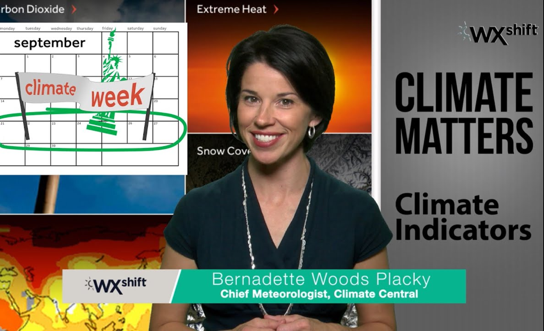 rbon Dioxide >
Extreme Heat >
WXshift
september
climate
week
CLIMATE
MATTERS
Snow Cov
Climate
Indicators
WXshift
Bernadette Woods Placky
Chief Meteorologist, Climate Central